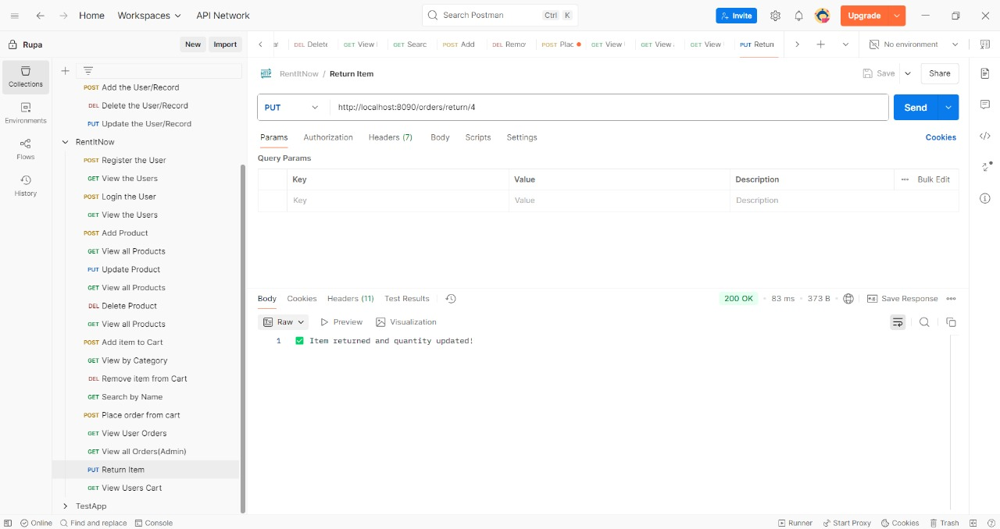 Home Workspaces API Network Search Postman Ctrl K Invite Upgrade
Rupa New Import DEL Delete GET View GET Searc POST Add DEL Remov POST Plac GET View GET View GET View PUT Retun No environment
Collections
Environments
Flows
History
POST Add the User/Record
DEL Delete the User/Record
PUT Update the User/Record
RentItNow
POST Register the User
GET View the Users
POST Login the User
GET View the Users
POST Add Product
GET View all Products
PUT Update Product
GET View all Products
DEL Delete Product
GET View all Products
POST Add item to Cart
GET View by Category
DEL Remove item from Cart
GET Search by Name
POST Place order from cart
GET View User Orders
GET View all Orders(Admin)
PUT Return Item
GET View Users Cart
TestApp
HTTP RentItNow / Return Item Save Share
PUT http://localhost:8090/orders/return/4 Send
Params Authorization Headers (7) Body Scripts Settings Cookies
Query Params
Key Value Description Bulk Edit
Key Value Description
Body Cookies Headers (11) Test Results 200 OK 83 ms 373 B Save Response
Raw Preview Visualization
1 ✅ Item returned and quantity updated!
Online Find and replace Console Runner Start Proxy Cookies Trash